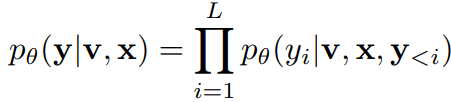 p_θ(𝐲|𝐯, 𝐱) = ∏_{i=1}^{L} p_θ(y_i|𝐯, 𝐱, 𝐲_{<i})